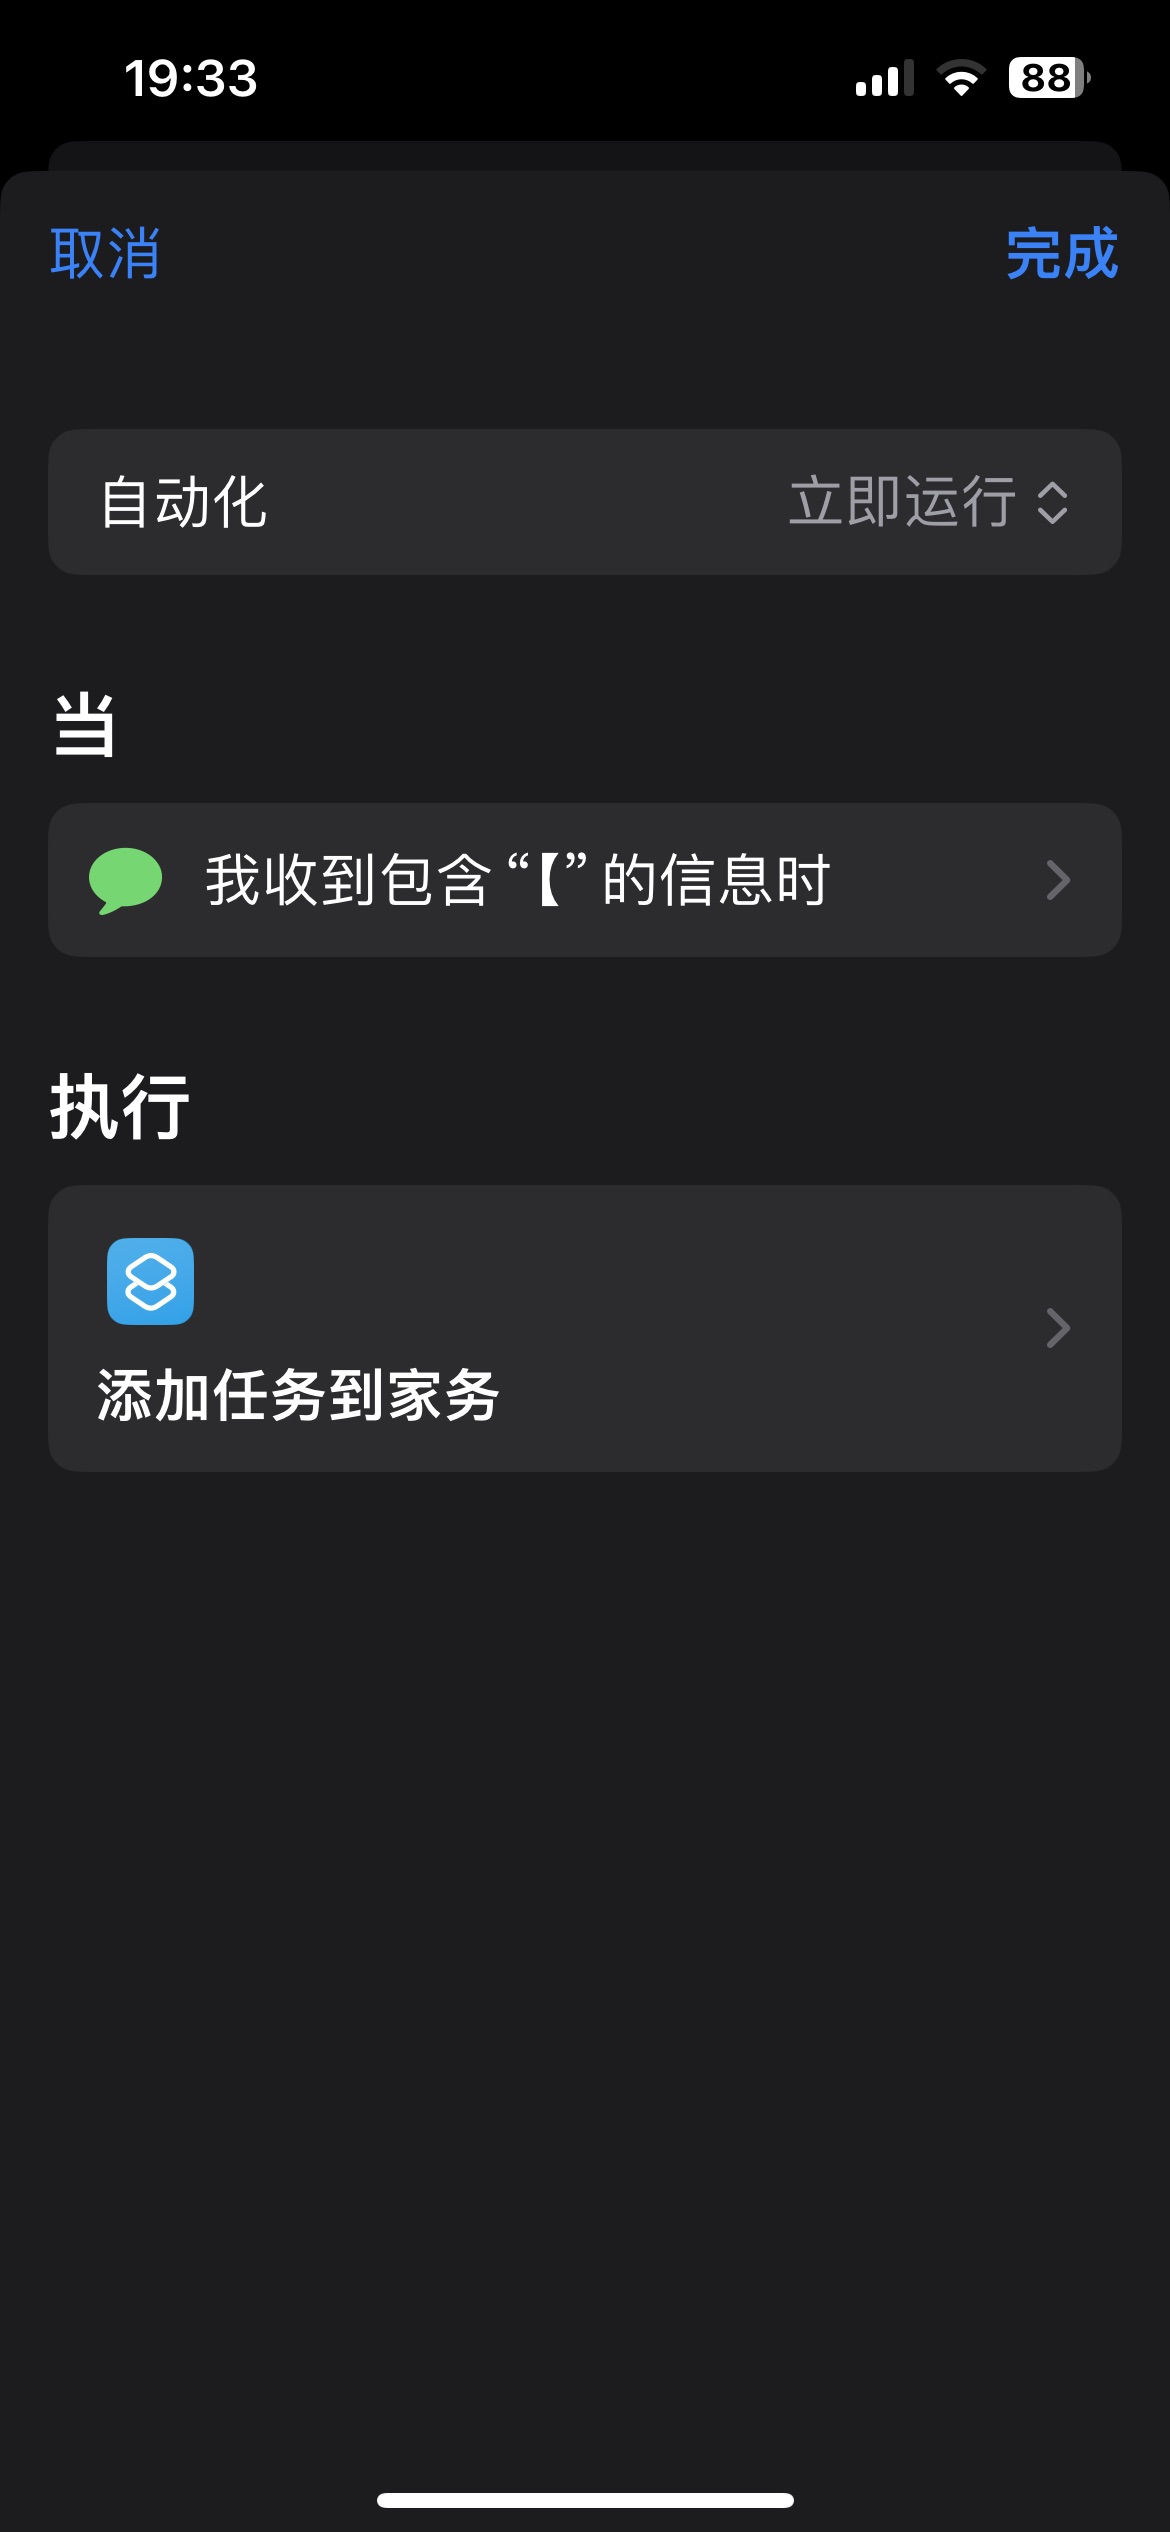 19:33
88
取消
完成
自动化
立即运行
当
我收到包含 “【” 的信息时
执行
添加任务到家务